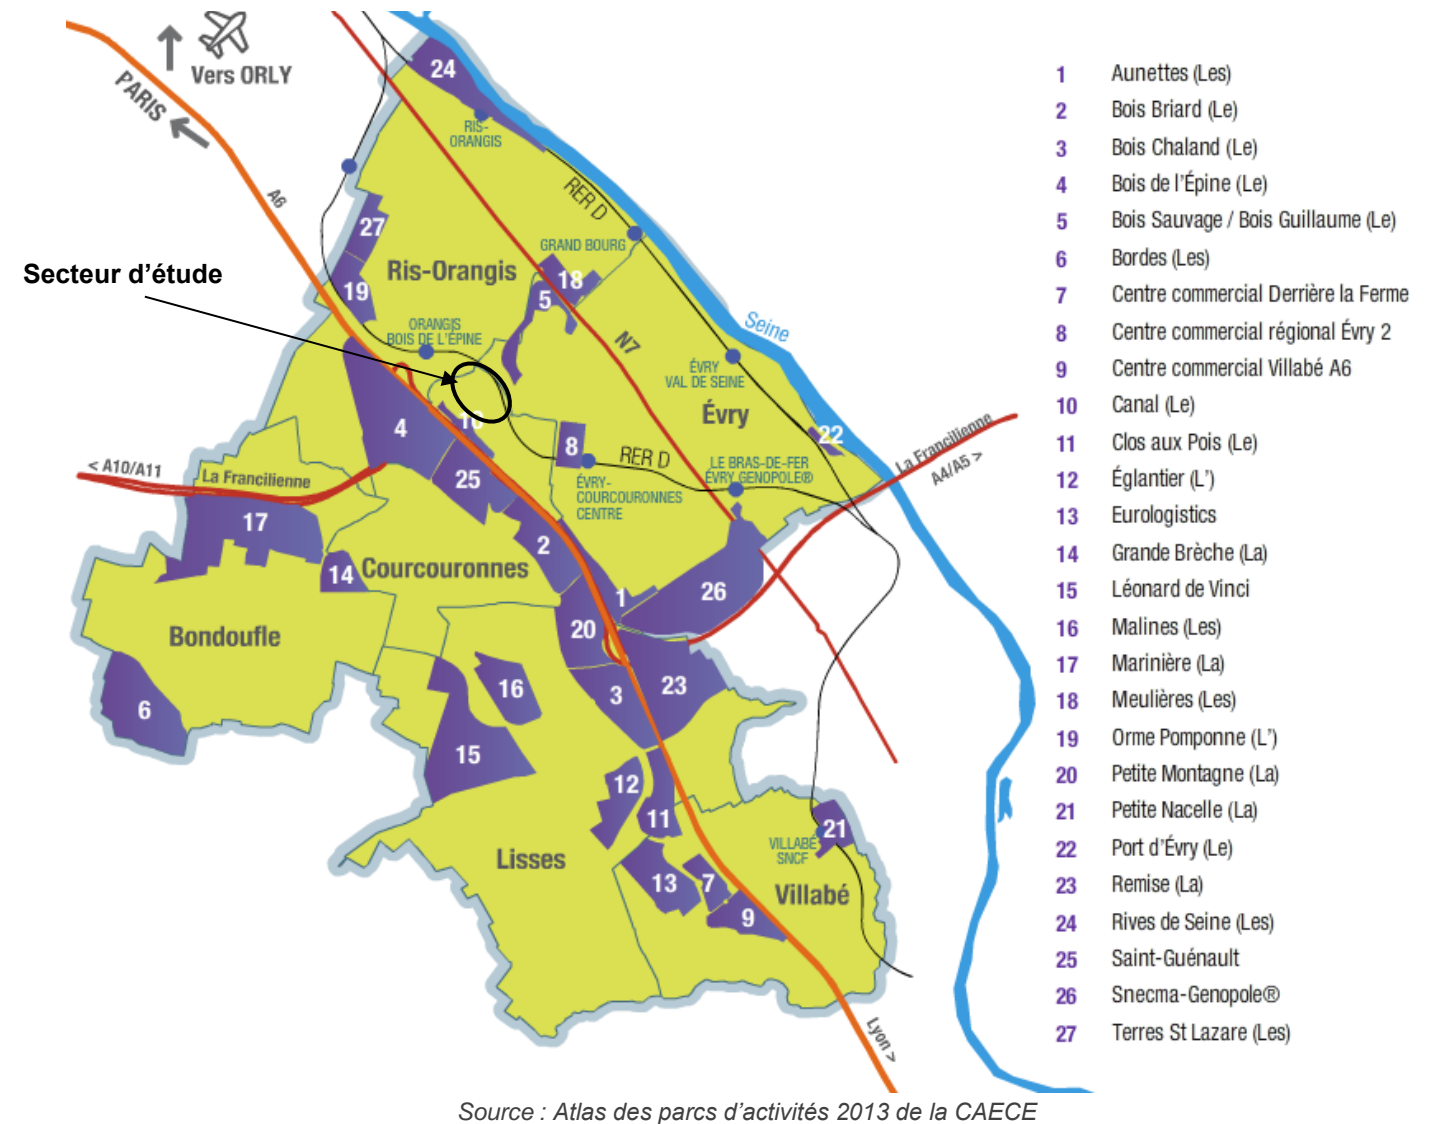 Vers ORLY
PARIS
A6
24
RIS-
ORANGIS
RER D
27
GRAND BOURG
Secteur d'étude
Ris-Orangis
18
19
5
ORANGIS
BOIS DE L'ÉPINE
N7
Seine
ÉVRY
VAL DE SEINE
Évry
4
10
8
22
La Francilienne
A4/A5 >
< A10/A11
La Francilienne
25
RER D
LE BRAS-DE-FER
ÉVRY GENOPOLE®
ÉVRY-
COURCOURONNES
CENTRE
17
2
14
Courcouronnes
26
1
Bondoufle
20
16
3
23
6
15
12
11
21
VILLABÉ
SNCF
Lisses
13
7
Villabé
9
Lyon >
1 Aunettes (Les)
2 Bois Briard (Le)
3 Bois Chaland (Le)
4 Bois de l'Épine (Le)
5 Bois Sauvage / Bois Guillaume (Le)
6 Bordes (Les)
7 Centre commercial Derrière la Ferme
8 Centre commercial régional Évry 2
9 Centre commercial Villabé A6
10 Canal (Le)
11 Clos aux Pois (Le)
12 Églantier (L')
13 Eurologistics
14 Grande Brèche (La)
15 Léonard de Vinci
16 Malines (Les)
17 Marinière (La)
18 Meulières (Les)
19 Orme Pomponne (L')
20 Petite Montagne (La)
21 Petite Nacelle (La)
22 Port d'Évry (Le)
23 Remise (La)
24 Rives de Seine (Les)
25 Saint-Guénault
26 Snecma-Genopole®
27 Terres St Lazare (Les)
Source : Atlas des parcs d'activités 2013 de la CAECE